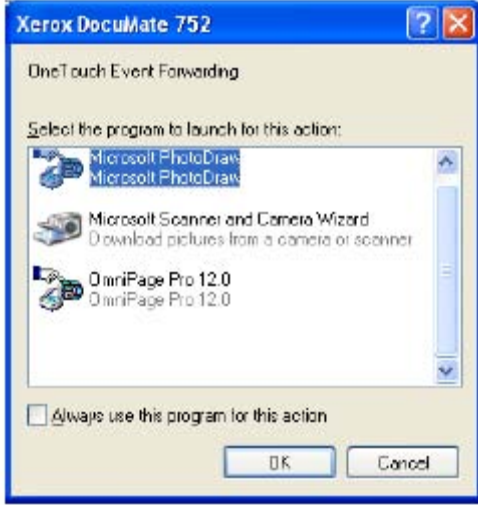 Xerox DocuMate 752
OneTouch Event Forwarding
Select the program to launch for this action:
Microsoft PhotoDraw
Microsoft PhotoDraw
Microsoft Scanner and Camera Wizard
Download pictures from a camera or scanner
OmniPage Pro 12.0
OmniPage Pro 12.0
Always use this program for this action
OK Cancel